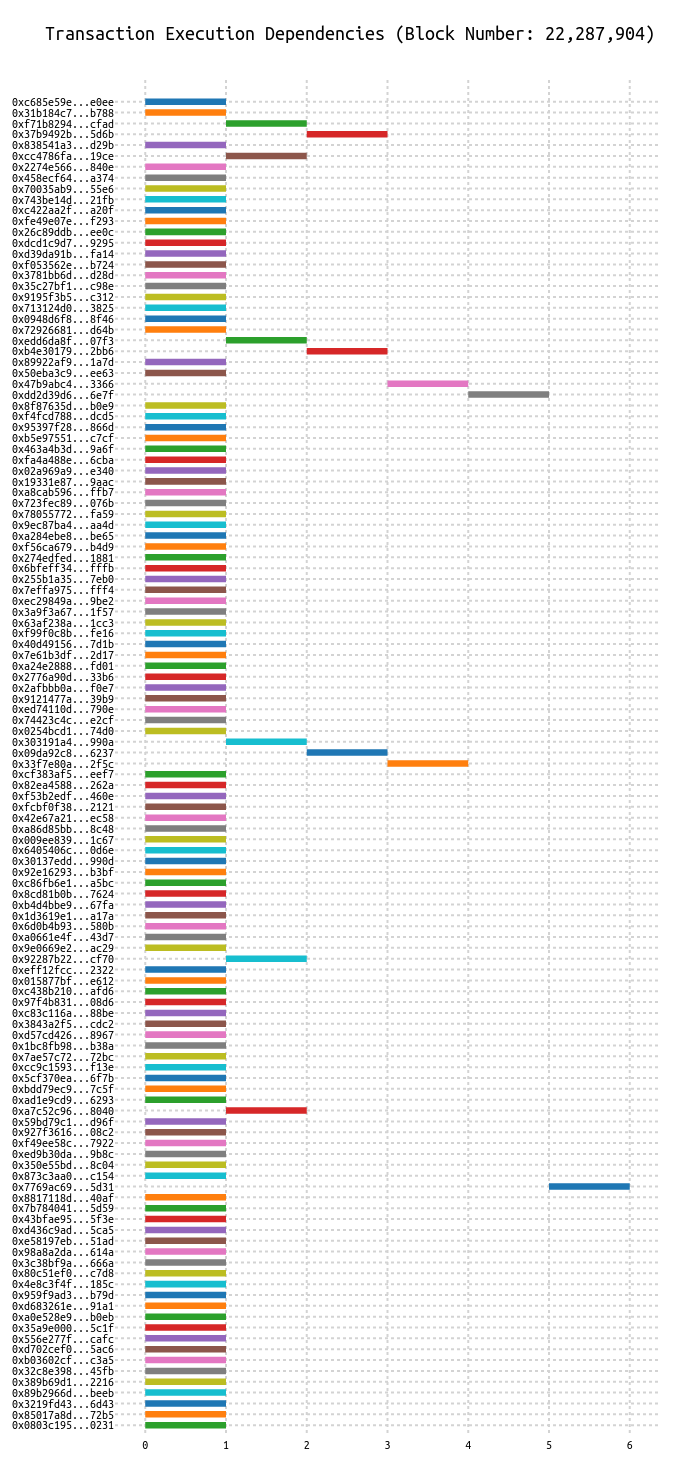 Transaction Execution Dependencies (Block Number: 22,287,904)
0xc685e59e...e0ee
0x31b184c7...b788
0xf71b8294...cfad
0x37b9492b...5d6b
0x838541a3...d29b
0xcc4786fa...19ce
0x2274e566...840e
0x458ecf64...a374
0x70035ab9...55e6
0x743be14d...21fb
0xc422aa2f...a20f
0xfe49e07e...f293
0x26c89ddb...ee0c
0xdcd1c9d7...9295
0xd39da91b...fa14
0xf053562e...b724
0x3781bb6d...d28d
0x35c27bf1...c98e
0x9195f3b5...c312
0x713124d0...3825
0x0948d6f8...8f46
0x72926681...d64b
0xedd6da8f...07f3
0xb4e30179...2bb6
0x89922af9...1a7d
0x50eba3c9...ee63
0x47b9abc4...3366
0xdd2d39d6...6e7f
0x8f87635d...b0e9
0xf4fcd788...dcd5
0x95397f28...866d
0xb5e97551...c7cf
0x463a4b3d...9a6f
0xfa4a488e...6cba
0x02a969a9...e340
0x19331e87...9aac
0xa8cab596...ffb7
0x723fec89...076b
0x78055772...fa59
0x9ec87ba4...aa4d
0xa284ebe8...be65
0xf56ca679...b4d9
0x274edfed...1881
0x6bfeff34...fffb
0x255b1a35...7eb0
0x7effa975...fff4
0xec29849a...9be2
0x3a9f3a67...1f57
0x63af238a...1cc3
0xf99f0c8b...fe16
0x40d49156...7d1b
0x7e61b3df...2d17
0xa24e2888...fd01
0x2776a90d...33b6
0x2afbbb0a...f0e7
0x9121477a...39b9
0xed74110d...790e
0x74423c4c...e2cf
0x0254bcd1...74d0
0x303191a4...990a
0x09da92c8...6237
0x33f7e80a...2f5c
0xcf383af5...eef7
0x82ea4588...262a
0xf53b2edf...460e
0xfcbf0f38...2121
0x42e67a21...ec58
0xa86d85bb...8c48
0x009ee839...1c67
0x6405406c...0d6e
0x30137edd...990d
0x92e16293...b3bf
0xc86fb6e1...a5bc
0x8cd81b0b...7624
0xb4d4bbe9...67fa
0x1d3619e1...a17a
0x6d0b4b93...580b
0xa0661e4f...43d7
0x9e0669e2...ac29
0x92287b22...cf70
0xeff12fcc...2322
0x015877bf...e612
0xc438b210...afd6
0x97f4b831...08d6
0xc83c116a...88be
0x3843a2f5...cdc2
0xd57cd426...8967
0x1bc8fb98...b38a
0x7ae57c72...72bc
0xcc9c1593...f13e
0x5cf370ea...6f7b
0xbdd79ec9...7c5f
0xad1e9cd9...6293
0xa7c52c96...8040
0x59bd79c1...d96f
0x927f3616...08c2
0xf49ee58c...7922
0xed9b30da...9b8c
0x350e55bd...8c04
0x873c3aa0...c154
0x7769ac69...5d31
0x8817118d...40af
0x7b784041...5d59
0x43bfae95...5f3e
0xd436c9ad...5ca5
0xe58197eb...51ad
0x98a8a2da...614a
0x3c38bf9a...666a
0x80c51ef0...c7d8
0x4e8c3f4f...185c
0x959f9ad3...b79d
0xd683261e...91a1
0xa0e528e9...b0eb
0x35a9e000...5c1f
0x556e277f...cafc
0xd702cef0...5ac6
0xb03602cf...c3a5
0x32c8e398...45fb
0x389b69d1...2216
0x89b2966d...beeb
0x3219fd43...6d43
0x85017a8d...72b5
0x0803c195...0231
0 1 2 3 4 5 6